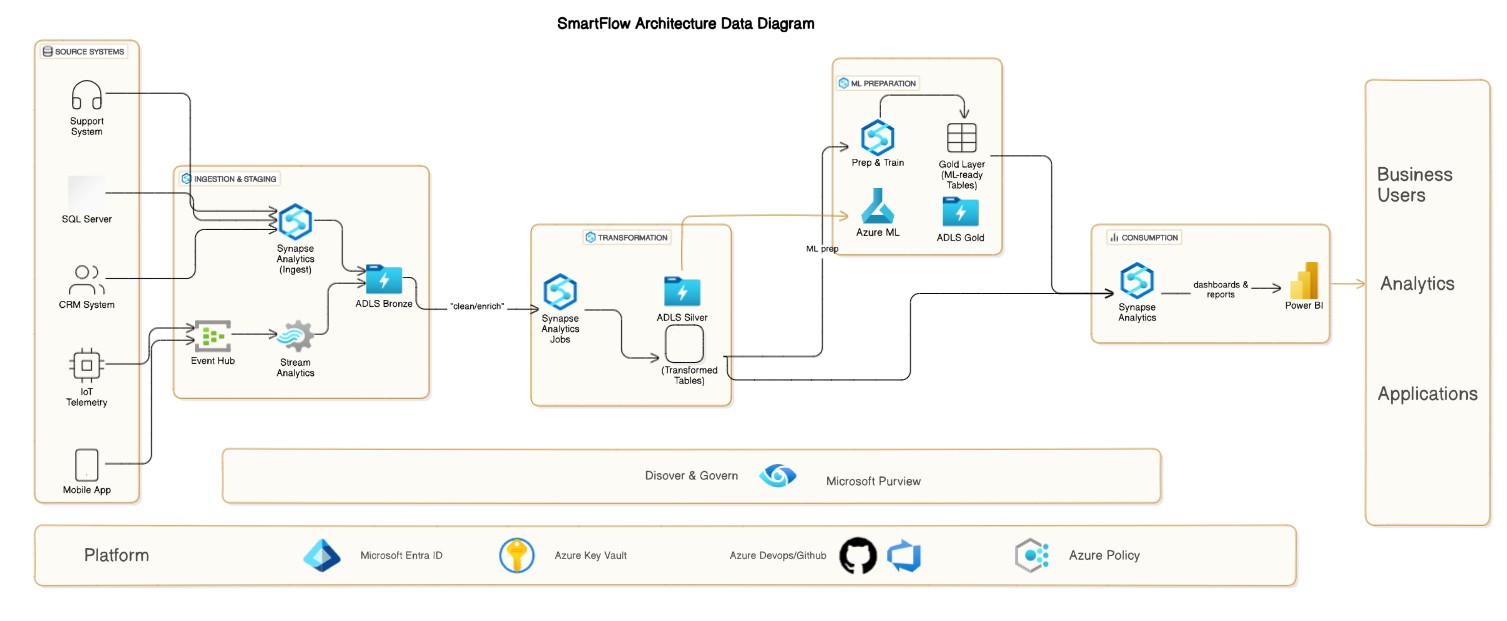 SmartFlow Architecture Data Diagram
SOURCE SYSTEMS
Support
System
SQL Server
CRM System
IoT
Telemetry
Mobile App
INGESTION & STAGING
Synapse
Analytics
(Ingest)
ADLS Bronze
Event Hub
Stream
Analytics
"clean/enrich"
TRANSFORMATION
Synapse
Analytics
Jobs
ADLS Silver
(Transformed
Tables)
ML prep
ML PREPARATION
Prep & Train
Gold Layer
(ML-ready
Tables)
Azure ML
ADLS Gold
CONSUMPTION
Synapse
Analytics
dashboards &
reports
Power BI
Business
Users
Analytics
Applications
Disover & Govern
Microsoft Purview
Platform
Microsoft Entra ID
Azure Key Vault
Azure Devops/Github
Azure Policy